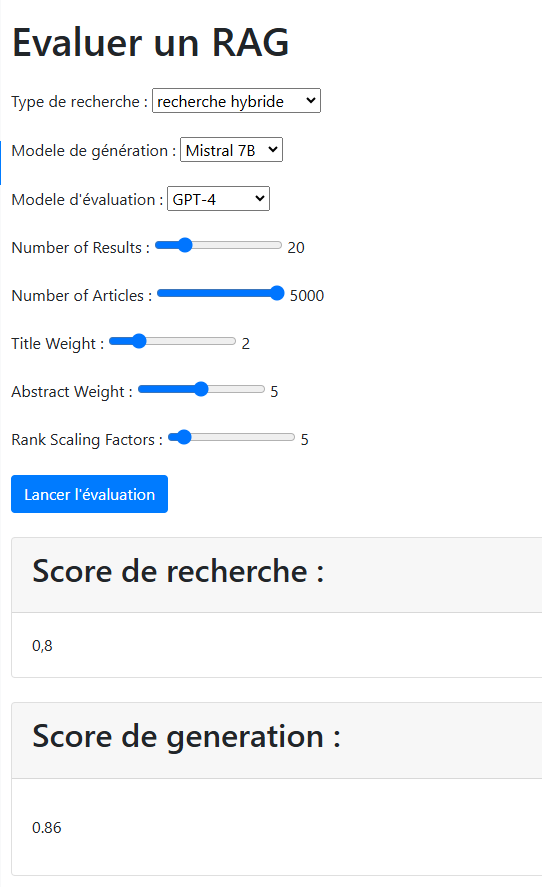 Evaluer un RAG
Type de recherche : recherche hybride
Modele de génération : Mistral 7B
Modele d'évaluation : GPT-4
Number of Results : 20
Number of Articles : 5000
Title Weight : 2
Abstract Weight : 5
Rank Scaling Factors : 5
Lancer l'évaluation
Score de recherche :
0,8
Score de generation :
0.86